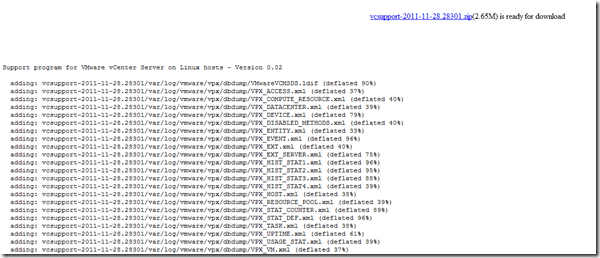 vcsupport-2011-11-28.28301.zip(2.65M) is ready for download
Support program for VMware vCenter Server on Linux hosts - Version 0.02
adding: vcsupport-2011-11-28.28301/var/log/vmware/vpx/dbdump/VMwareVCMSDS.ldif (deflated 90%)
adding: vcsupport-2011-11-28.28301/var/log/vmware/vpx/dbdump/VPX_ACCESS.xml (deflated 37%)
adding: vcsupport-2011-11-28.28301/var/log/vmware/vpx/dbdump/VPX_COMPUTE_RESOURCE.xml (deflated 40%)
adding: vcsupport-2011-11-28.28301/var/log/vmware/vpx/dbdump/VPX_DATACENTER.xml (deflated 39%)
adding: vcsupport-2011-11-28.28301/var/log/vmware/vpx/dbdump/VPX_DEVICE.xml (deflated 79%)
adding: vcsupport-2011-11-28.28301/var/log/vmware/vpx/dbdump/VPX_DISABLED_METHODS.xml (deflated 40%)
adding: vcsupport-2011-11-28.28301/var/log/vmware/vpx/dbdump/VPX_ENTITY.xml (deflated 33%)
adding: vcsupport-2011-11-28.28301/var/log/vmware/vpx/dbdump/VPX_EVENT.xml (deflated 96%)
adding: vcsupport-2011-11-28.28301/var/log/vmware/vpx/dbdump/VPX_EXT.xml (deflated 40%)
adding: vcsupport-2011-11-28.28301/var/log/vmware/vpx/dbdump/VPX_EXT_SERVER.xml (deflated 75%)
adding: vcsupport-2011-11-28.28301/var/log/vmware/vpx/dbdump/VPX_HIST_STAT1.xml (deflated 96%)
adding: vcsupport-2011-11-28.28301/var/log/vmware/vpx/dbdump/VPX_HIST_STAT2.xml (deflated 95%)
adding: vcsupport-2011-11-28.28301/var/log/vmware/vpx/dbdump/VPX_HIST_STAT3.xml (deflated 88%)
adding: vcsupport-2011-11-28.28301/var/log/vmware/vpx/dbdump/VPX_HIST_STAT4.xml (deflated 39%)
adding: vcsupport-2011-11-28.28301/var/log/vmware/vpx/dbdump/VPX_HOST.xml (deflated 38%)
adding: vcsupport-2011-11-28.28301/var/log/vmware/vpx/dbdump/VPX_RESOURCE_POOL.xml (deflated 39%)
adding: vcsupport-2011-11-28.28301/var/log/vmware/vpx/dbdump/VPX_STAT_COUNTER.xml (deflated 89%)
adding: vcsupport-2011-11-28.28301/var/log/vmware/vpx/dbdump/VPX_STAT_DEF.xml (deflated 96%)
adding: vcsupport-2011-11-28.28301/var/log/vmware/vpx/dbdump/VPX_TASK.xml (deflated 38%)
adding: vcsupport-2011-11-28.28301/var/log/vmware/vpx/dbdump/VPX_UPTIME.xml (deflated 61%)
adding: vcsupport-2011-11-28.28301/var/log/vmware/vpx/dbdump/VPX_USAGE_STAT.xml (deflated 39%)
adding: vcsupport-2011-11-28.28301/var/log/vmware/vpx/dbdump/VPX_VM.xml (deflated 37%)